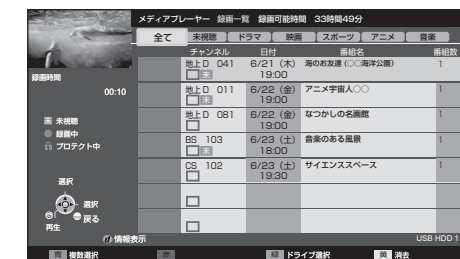 メディアプレーヤー 録画一覧 録画可能時間 33時間49分
全て 未視聴 ドラマ 映画 スポーツ アニメ 音楽
チャンネル 日付 番組名 番組数
地上D 041 6/21 (木) 海のお友達 (○○海洋公園) 1
未 19:00
地上D 011 6/22 (金) アニメ宇宙人○○ 1
未 19:00
地上D 081 6/22 (金) なつかしの名画館 1
19:00
BS 103 6/23 (土) 音楽のある風景 1
未 18:00
CS 102 6/23 (土) サイエンススペース 1
19:30
録画時間
00:10
未 未視聴
録画中
プロテクト中
選択
選択
戻る
再生
情報表示
USB HDD 1
青 複数選択 赤 緑 ドライブ選択 黄 消去